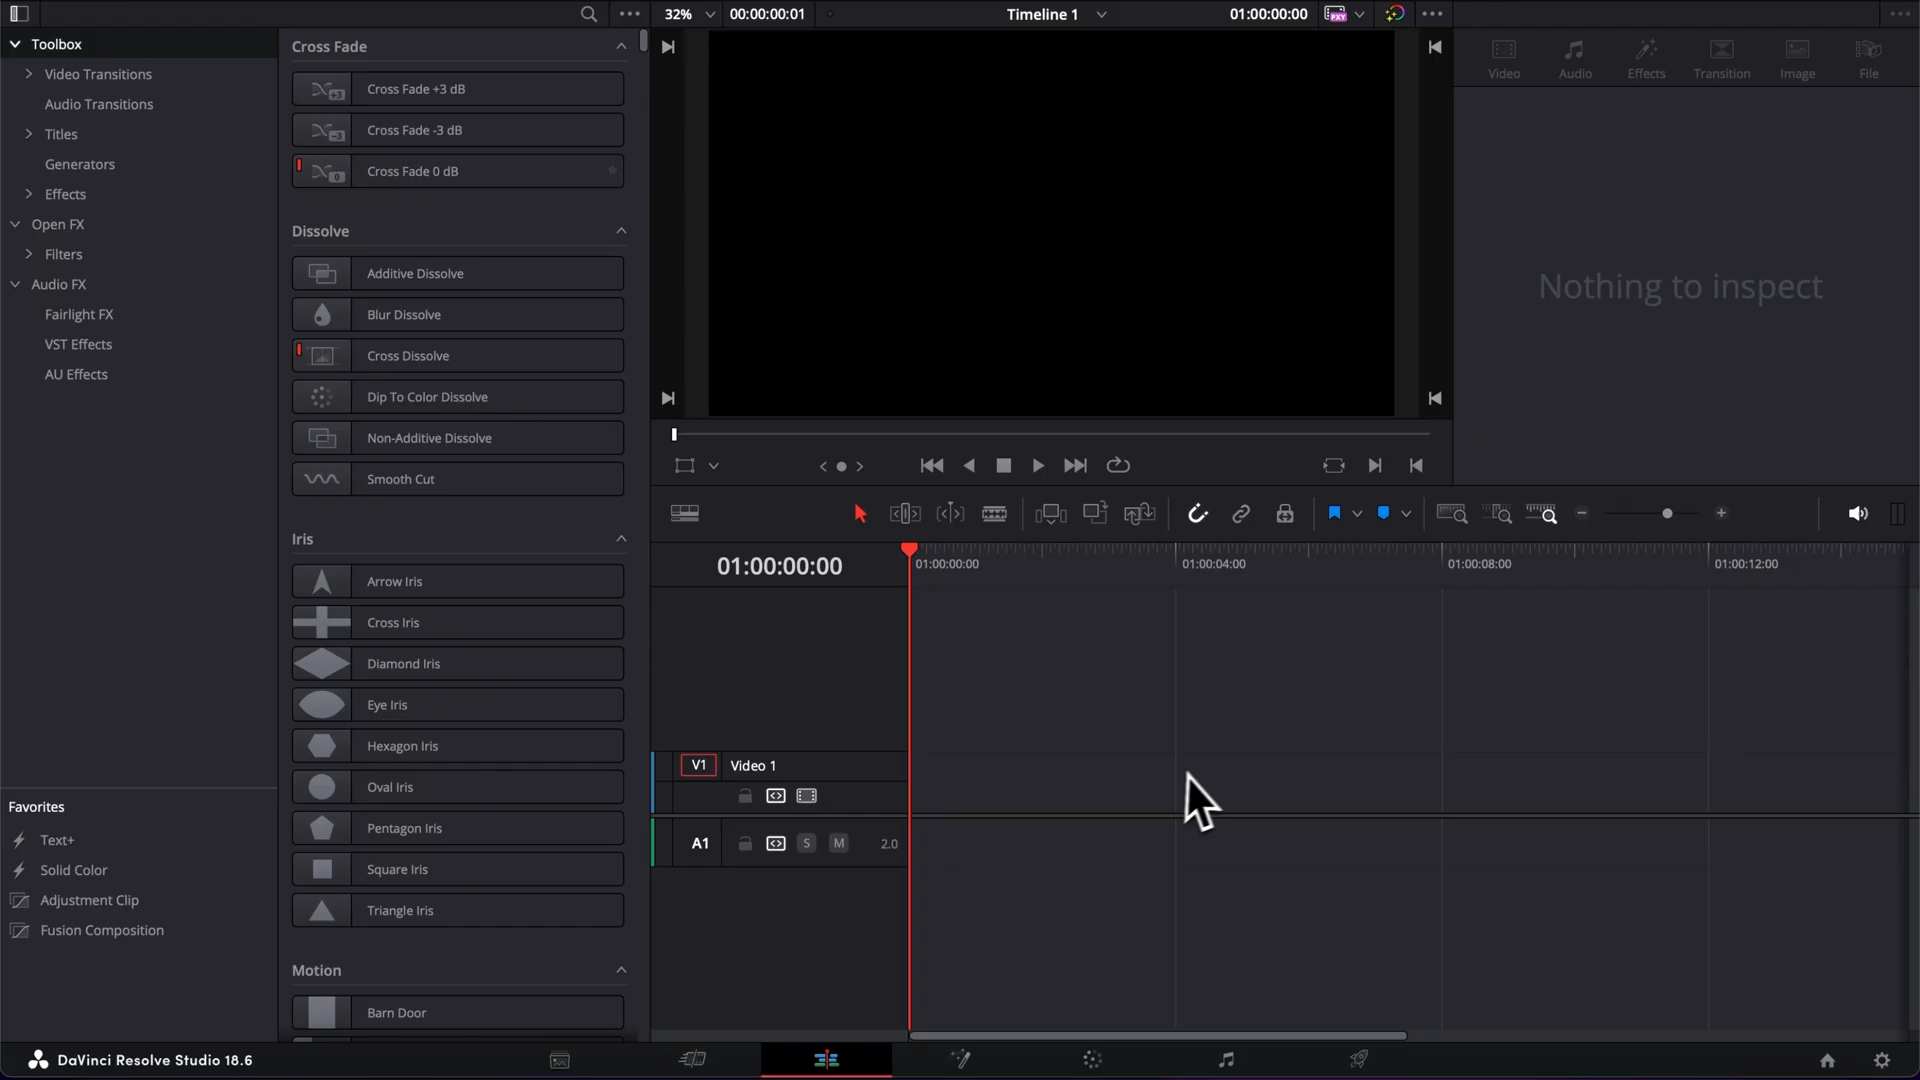 32%
00:00:00:01
Timeline 1
01:00:00:00
PXY
Toolbox
Video Transitions
Audio Transitions
Titles
Generators
Effects
Open FX
Filters
Audio FX
Fairlight FX
VST Effects
AU Effects
Favorites
Text+
Solid Color
Adjustment Clip
Fusion Composition
Cross Fade
+3
Cross Fade +3 dB
-3
Cross Fade -3 dB
0
Cross Fade 0 dB
Dissolve
Additive Dissolve
Blur Dissolve
Cross Dissolve
Dip To Color Dissolve
Non-Additive Dissolve
Smooth Cut
Iris
Arrow Iris
Cross Iris
Diamond Iris
Eye Iris
Hexagon Iris
Oval Iris
Pentagon Iris
Square Iris
Triangle Iris
Motion
Barn Door
Video
Audio
Effects
Transition
Image
File
Nothing to inspect
01:00:00:00
01:00:00:00
01:00:04:00
01:00:08:00
01:00:12:00
V1
Video 1
A1
S
M
2.0
DaVinci Resolve Studio 18.6